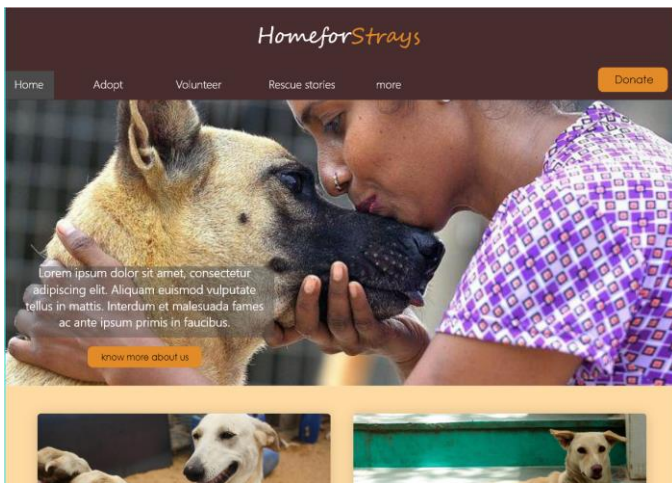 HomeforStrays
Home Adopt Volunteer Rescue stories more
Donate
Lorem ipsum dolor sit amet, consectetur
adipiscing elit. Aliquam euismod vulputate
tellus in mattis. Interdum et malesuada fames
ac ante ipsum primis in faucibus.
know more about us